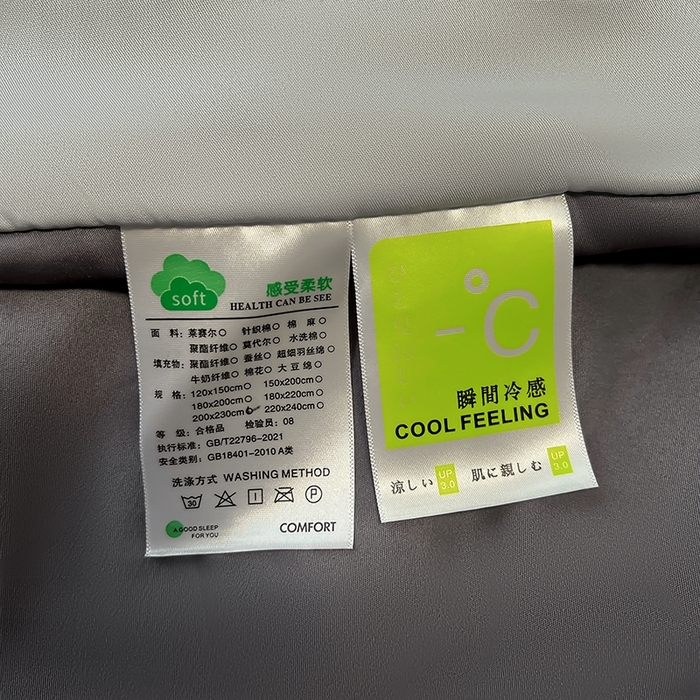 soft
感受柔软
HEALTH CAN BE SEE
面 料: 莱赛尔○ 针织棉○ 棉 麻○
聚酯纤维○ 莫代尔○ 水洗棉○
填充物: 聚酯纤维○ 蚕丝○ 超细羽丝绵○
牛奶纤维○ 棉花○ 大豆绵○
规 格: 120x150cm○ 150x200cm○
180x200cm○ 180x220cm○
200x230cm○ 220x240cm○
等 级: 合格品 检验员: 08
执行标准: GB/T22796-2021
安全类别: GB18401-2010 A类
洗涤方式 WASHING METHOD
30 P
A GOOD SLEEP
FOR YOU
COMFORT
-°C
瞬間冷感
COOL FEELING
涼しい UP 3.0 肌に親しむ UP 3.0